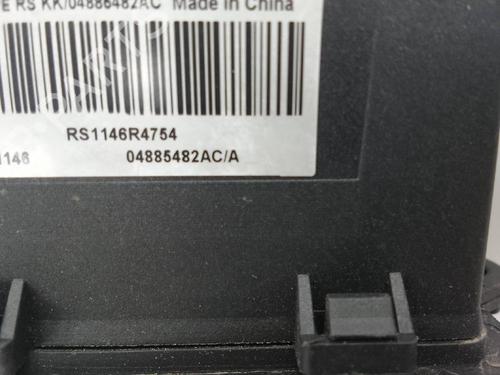 E RS KK/04886482AC Made in China
RS1146R4754
1146 04885482AC/A